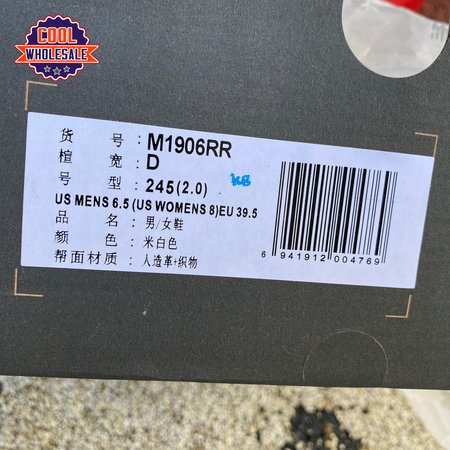 COOL
WHOLESALE
货 号 : M1906RR
楦 宽 : D
号 型 : 245(2.0)
US MENS 6.5 (US WOMENS 8)EU 39.5
品 名 : 男/女鞋
颜 色 : 米白色
帮面材质 : 人造革+织物
6 941912 004769